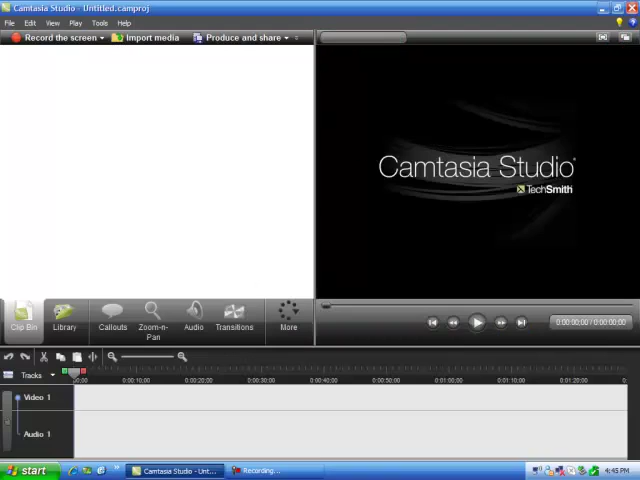 Camtasia Studio - Untitled.camproj
File Edit View Play Tools Help
Record the screen Import media Produce and share
Camtasia Studio
TechSmith
Clip Bin Library Callouts Zoom-n-Pan Audio Transitions More
0:00:00;00 / 0:00:00;00
Tracks
00;00 0:00:10;00 0:00:20;00 0:00:30;00 0:00:40;00 0:00:50;00 0:01:00;00 0:01:10;00 0:01:20;00
Video 1
Audio 1
start Camtasia Studio - Unt... Recording... 4:45 PM